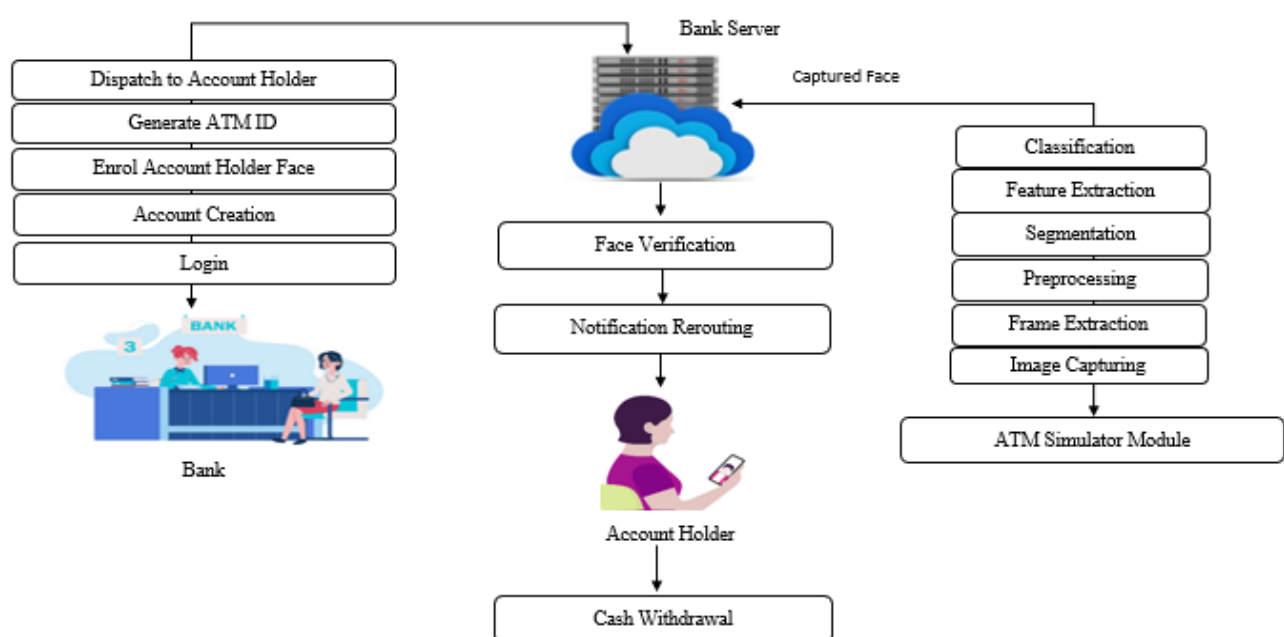 Bank Server
Dispatch to Account Holder
Generate ATM ID
Enrol Account Holder Face
Account Creation
Login
BANK
3
Bank
Face Verification
Notification Rerouting
Account Holder
Cash Withdrawal
Captured Face
Classification
Feature Extraction
Segmentation
Preprocessing
Frame Extraction
Image Capturing
ATM Simulator Module